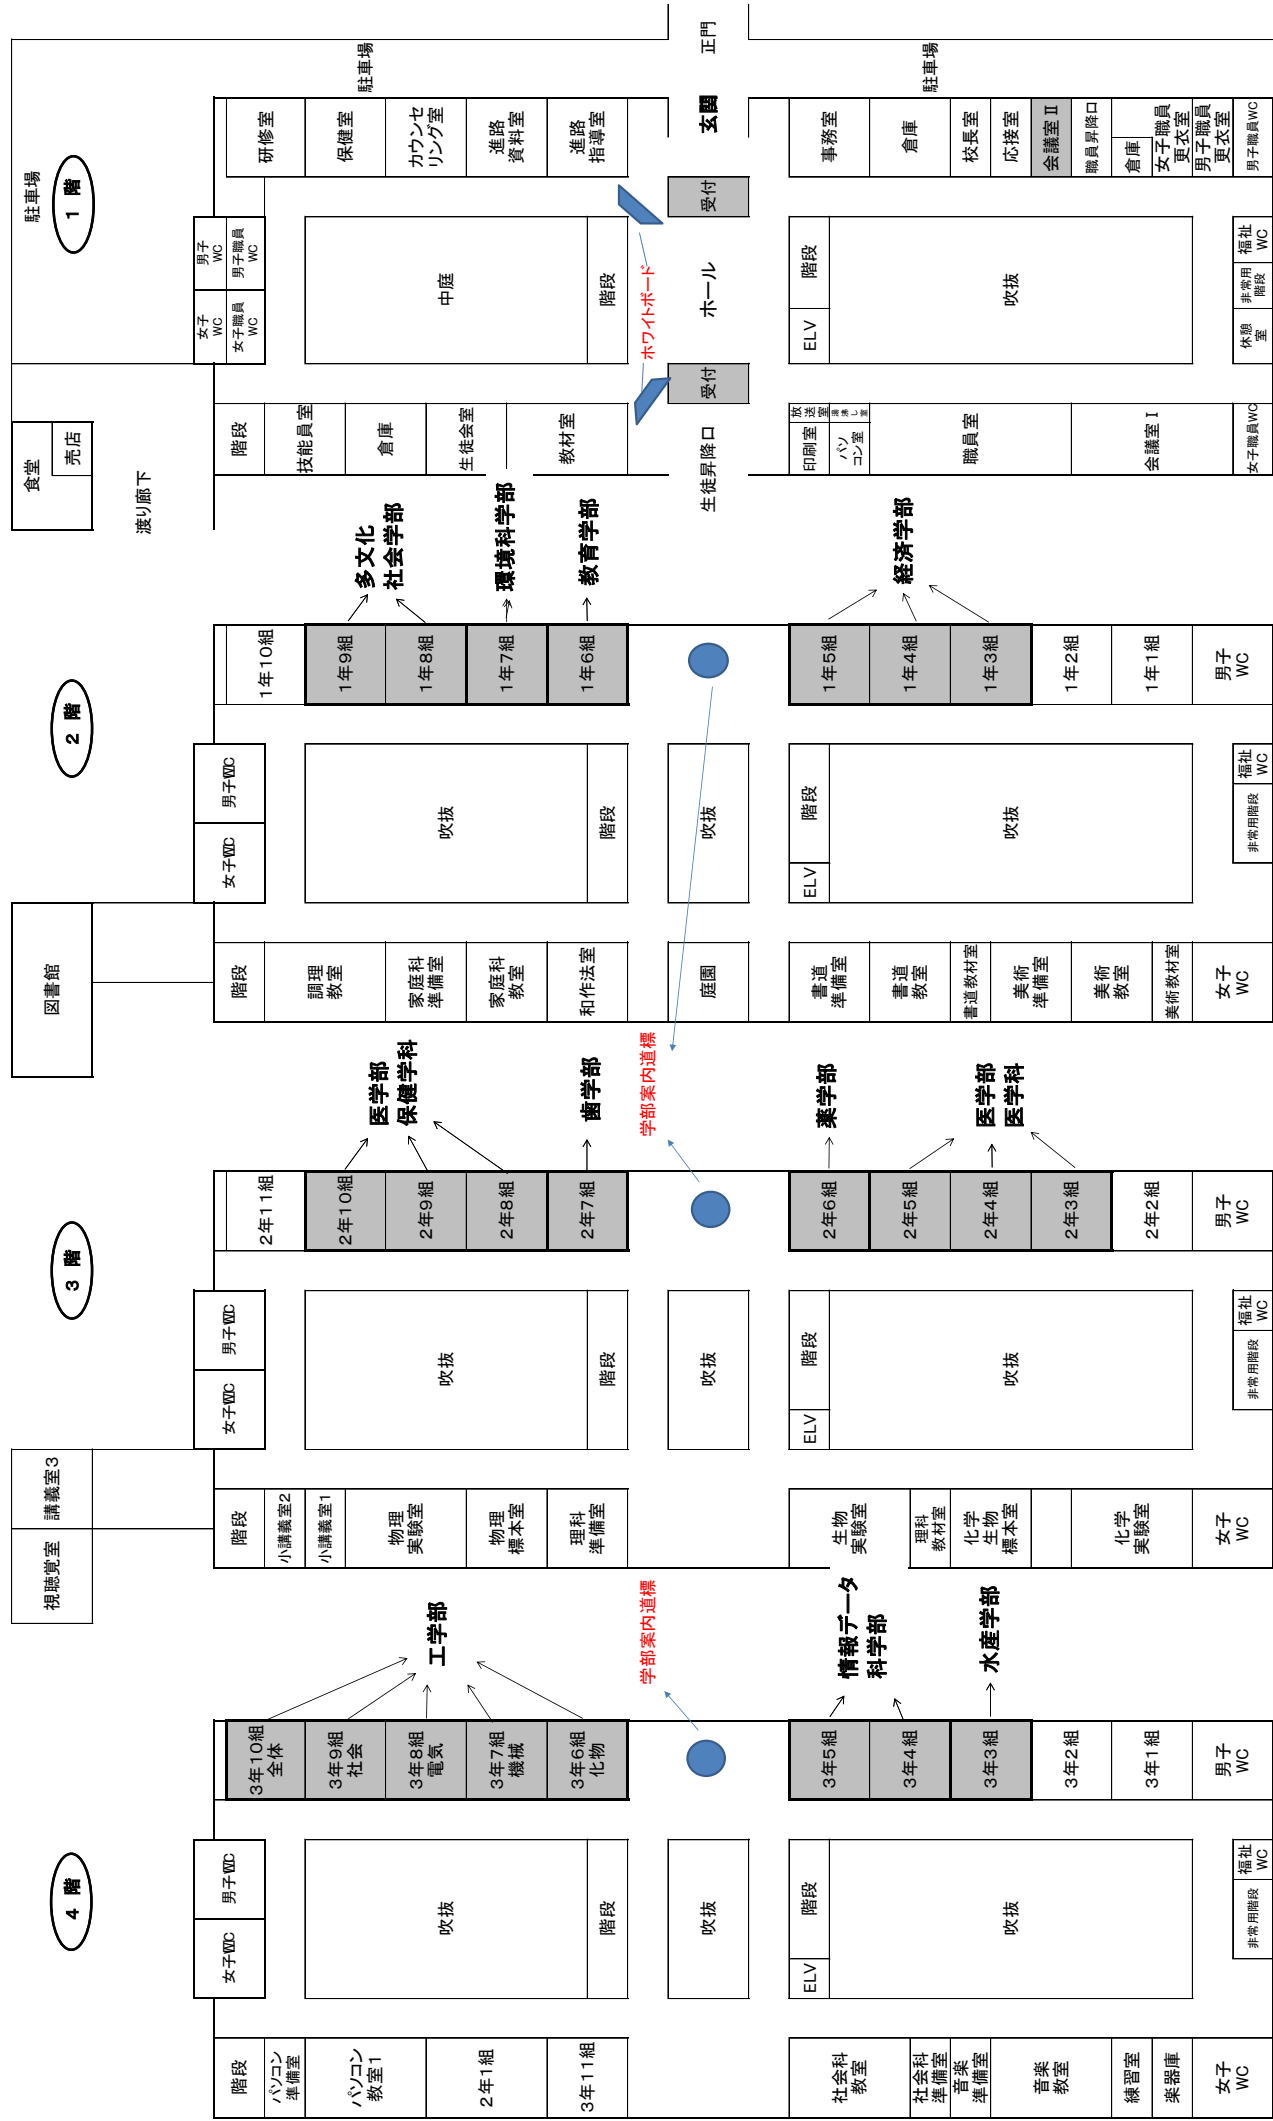 駐車場
1 階
駐車場
正門
駐車場
研修室
保健室
カウンセ
リング室
進路
資料室
進路
指導室
玄関
事務室
倉庫
校長室
応接室
会議室Ⅱ
職員昇降口
倉庫
女子職員
更衣室
男子職員
更衣室
男子職員WC
男子
WC
男子職員
WC
女子
WC
女子職員
WC
中庭
階段
ホワイトボード
受付
ホール
受付
階段
ELV
吹抜
福祉
WC
非常用
階段
休憩
室
食堂
売店
渡り廊下
階段
技能員室
倉庫
生徒会室
教材室
生徒昇降口
印刷室
放送室
湯沸し室
パソ
コン室
職員室
会議室Ⅰ
女子職員WC
2 階
多文化
社会学部
環境科学部
教育学部
経済学部
1年10組
1年9組
1年8組
1年7組
1年6組
1年5組
1年4組
1年3組
1年2組
1年1組
男子
WC
男子WC
女子WC
吹抜
階段
吹抜
階段
ELV
吹抜
福祉
WC
非常用階段
図書館
階段
調理
教室
家庭科
準備室
家庭科
教室
和作法室
庭園
書道
準備室
書道
教室
書道教材室
美術
準備室
美術
教室
美術教材室
女子
WC
3 階
医学部
保健学科
歯学部
学部案内道標
薬学部
医学部
医学科
2年11組
2年10組
2年9組
2年8組
2年7組
2年6組
2年5組
2年4組
2年3組
2年2組
男子
WC
男子WC
女子WC
吹抜
階段
吹抜
階段
ELV
吹抜
福祉
WC
非常用階段
講義室3
視聴覚室
階段
小講義室2
小講義室1
物理
実験室
物理
標本室
理科
準備室
生物
実験室
理科
教材室
化学
生物
標本室
化学
実験室
女子
WC
4 階
工学部
学部案内道標
情報データ
科学部
水産学部
3年10組
全体
3年9組
社会
3年8組
電気
3年7組
機械
3年6組
化物
3年5組
3年4組
3年3組
3年2組
3年1組
男子
WC
男子WC
女子WC
吹抜
階段
吹抜
階段
ELV
吹抜
福祉
WC
非常用階段
階段
パソコン
準備室
パソコン
教室1
2年1組
3年11組
社会科
教室
社会科
準備室
音楽
準備室
音楽
教室
練習室
楽器庫
女子
WC